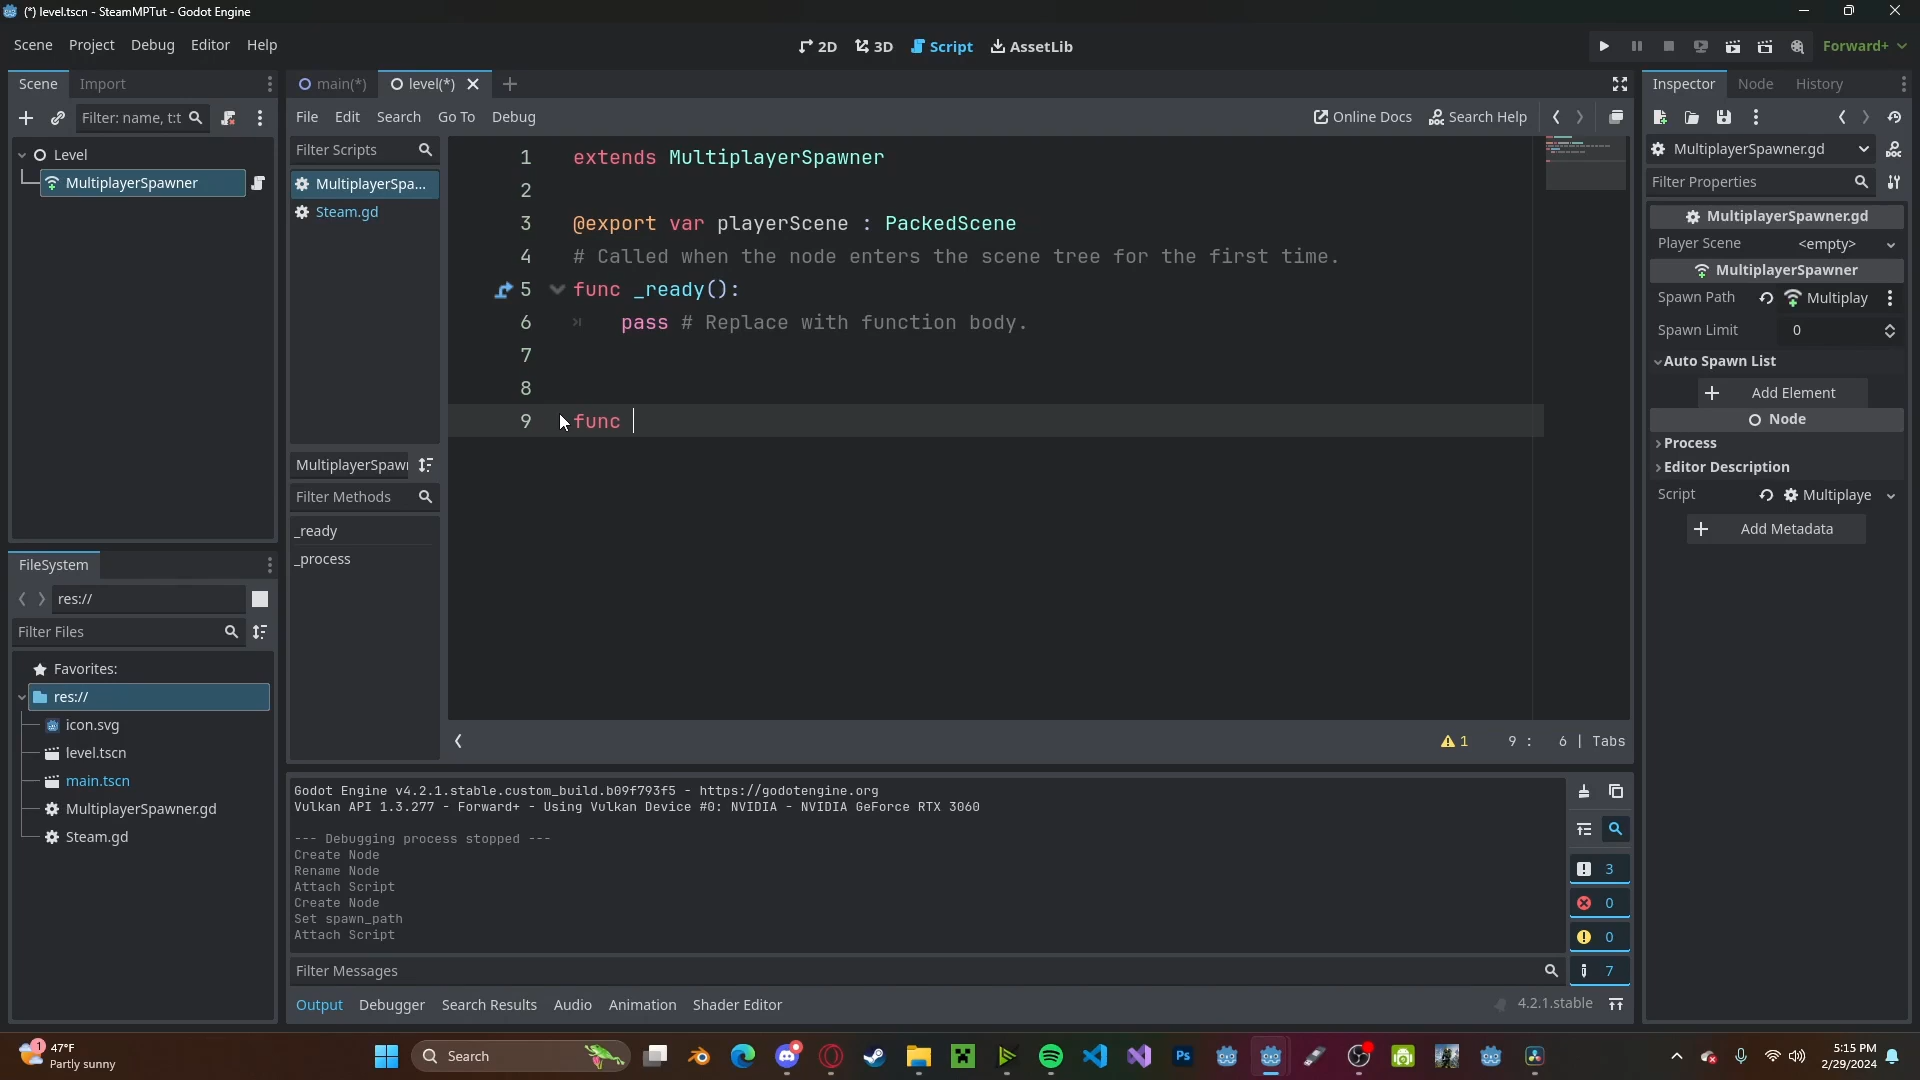 (*) level.tscn - SteamMPTut - Godot Engine
Scene Project Debug Editor Help
2D 3D Script AssetLib
Forward+
Scene Import
Filter: name, t:t
Level
MultiplayerSpawner
main(*) level(*)
File Edit Search Go To Debug
Online Docs Search Help
Filter Scripts
MultiplayerSpa...
Steam.gd
MultiplayerSpawn
Filter Methods
_ready
_process
1 extends MultiplayerSpawner
2
3 @export var playerScene : PackedScene
4 # Called when the node enters the scene tree for the first time.
5 func _ready():
6 pass # Replace with function body.
7
8
9 func
1 9 : 6 | Tabs
Inspector Node History
MultiplayerSpawner.gd
Filter Properties
MultiplayerSpawner.gd
Player Scene <empty>
MultiplayerSpawner
Spawn Path Multiplay
Spawn Limit 0
Auto Spawn List
Add Element
Node
Process
Editor Description
Script Multiplaye
Add Metadata
FileSystem
res://
Filter Files
Favorites:
res://
icon.svg
level.tscn
main.tscn
MultiplayerSpawner.gd
Steam.gd
Godot Engine v4.2.1.stable.custom_build.b09f793f5 - https://godotengine.org
Vulkan API 1.3.277 - Forward+ - Using Vulkan Device #0: NVIDIA - NVIDIA GeForce RTX 3060
--- Debugging process stopped ---
Create Node
Rename Node
Attach Script
Create Node
Set spawn_path
Attach Script
3
0
0
7
Filter Messages
Output Debugger Search Results Audio Animation Shader Editor
4.2.1.stable
1
47°F
Partly sunny
Search
Ps
5:15 PM
2/29/2024